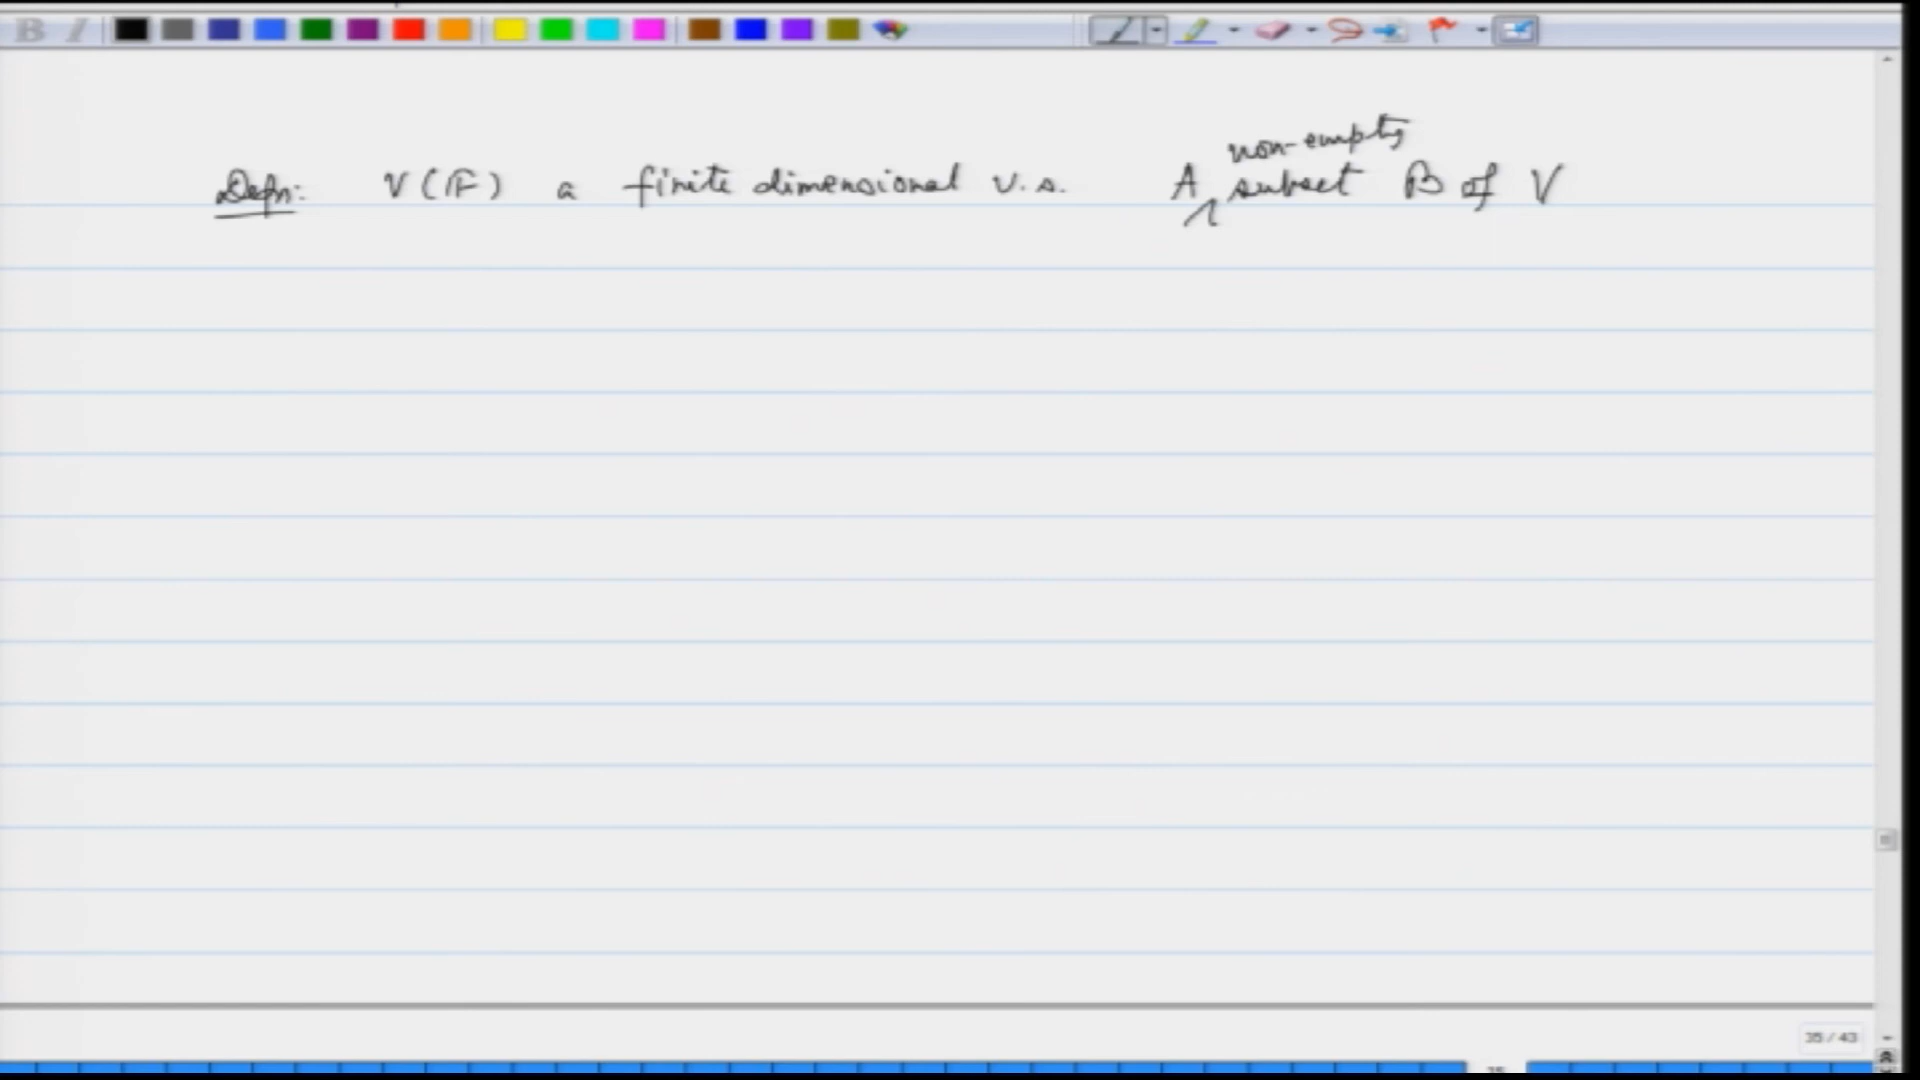 B I
Defn: V(F) a finite dimensional v.s. A non-empty subset B of V
35 / 43